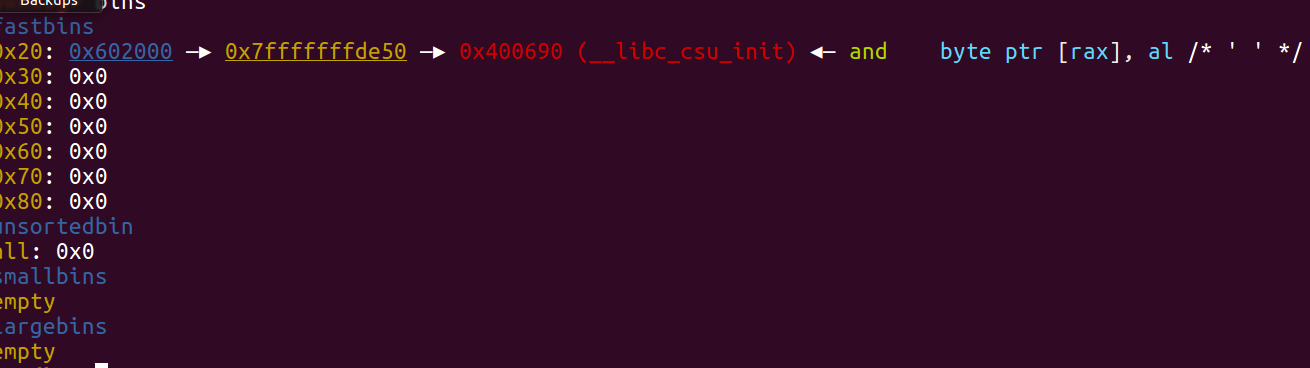 Backups
fastbins
0x20: 0x602000 —▸ 0x7fffffffde50 —▸ 0x400690 (__libc_csu_init) ◂— and    byte ptr [rax], al /* ' ' */
0x30: 0x0
0x40: 0x0
0x50: 0x0
0x60: 0x0
0x70: 0x0
0x80: 0x0
unsortedbin
all: 0x0
smallbins
empty
largebins
empty